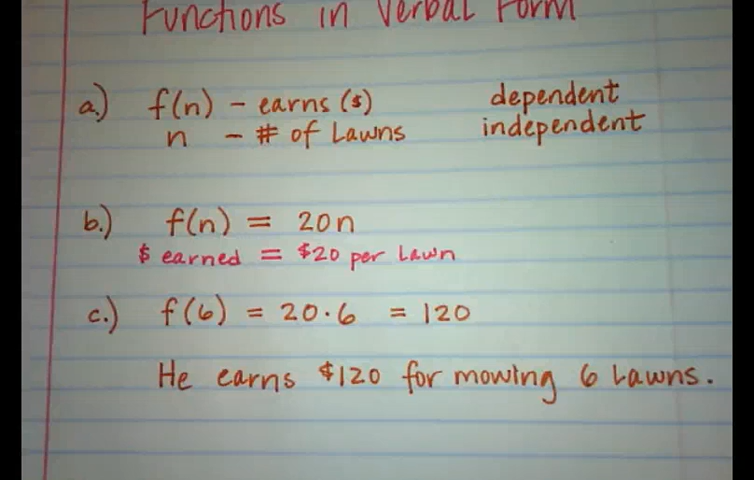 Functions in Verbal Form
a.) f(n) - earns ($) dependent
n - # of Lawns independent
b.) f(n) = 20n
$ earned = $20 per Lawn
c.) f(6) = 20·6 = 120
He earns $120 for mowing 6 Lawns.